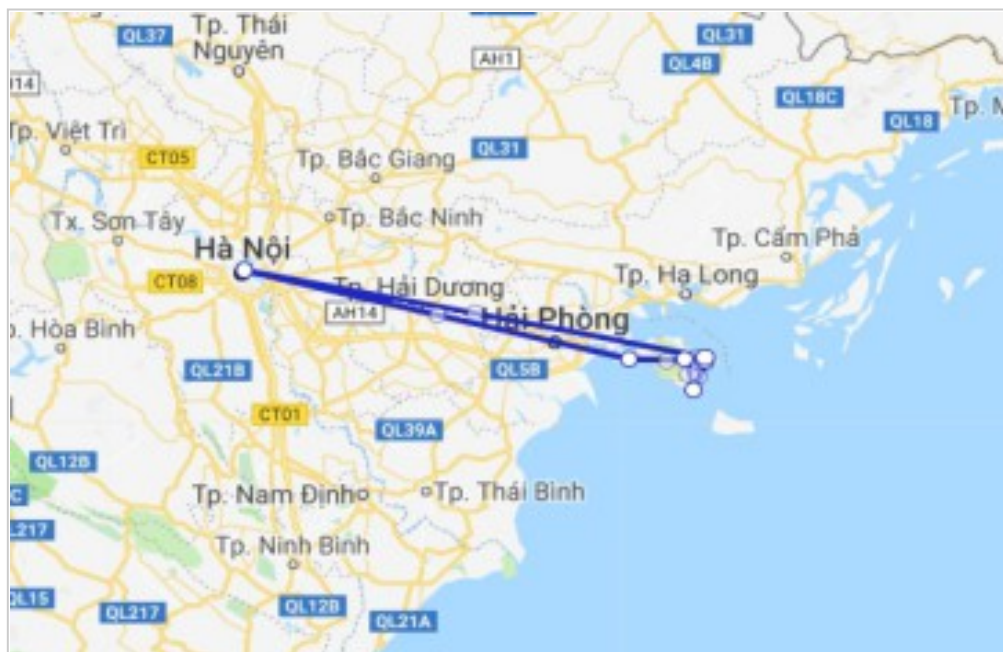 Tp. Thái
Nguyên
QL37
AH1
QL31
QL4B
QL18C
QL18
Tp. M
014
Tp. Việt Trì
CT05
QL31
Tp. Bắc Giang
Tx. Sơn Tây
Tp. Bắc Ninh
Hà Nội
Tp. Cẩm Phả
CT08
Tp. Hải Dương
Tp. Hạ Long
AH14
Hải Phòng
Hòa Bình
QL21B
QL5B
CT01
QL39A
QL12B
Tp. Nam Định
Tp. Thái Bình
L217
Tp. Ninh Bình
QL15
QL217
QL12B
QL21A